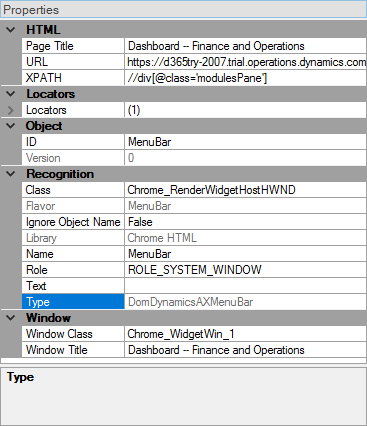 Properties
HTML
Page Title Dashboard -- Finance and Operations
URL https://d365try-2007.trial.operations.dynamics.com
XPATH //div[@class='modulesPane']
Locators
Locators (1)
Object
ID MenuBar
Version 0
Recognition
Class Chrome_RenderWidgetHostHWND
Flavor MenuBar
Ignore Object Name False
Library Chrome HTML
Name MenuBar
Role ROLE_SYSTEM_WINDOW
Text
Type DomDynamicsAXMenuBar
Window
Window Class Chrome_WidgetWin_1
Window Title Dashboard -- Finance and Operations
Type